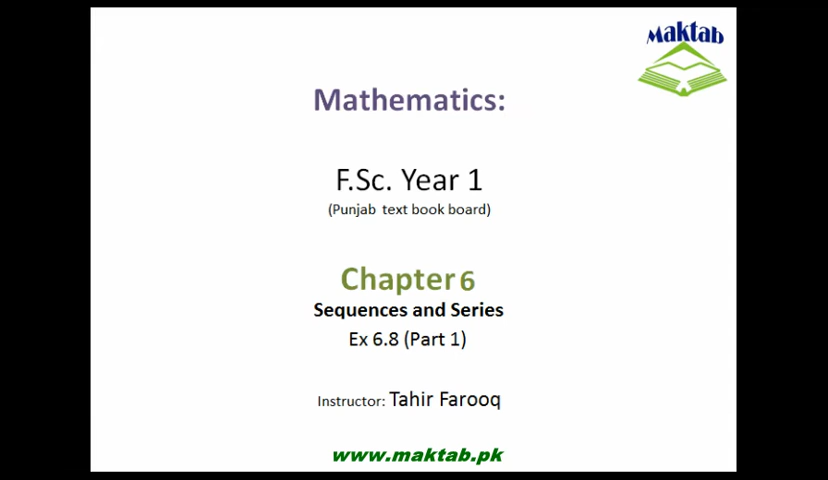 Maktab
Mathematics:
F.Sc. Year 1
(Punjab text book board)
Chapter 6
Sequences and Series
Ex 6.8 (Part 1)
Instructor: Tahir Farooq
www.maktab.pk